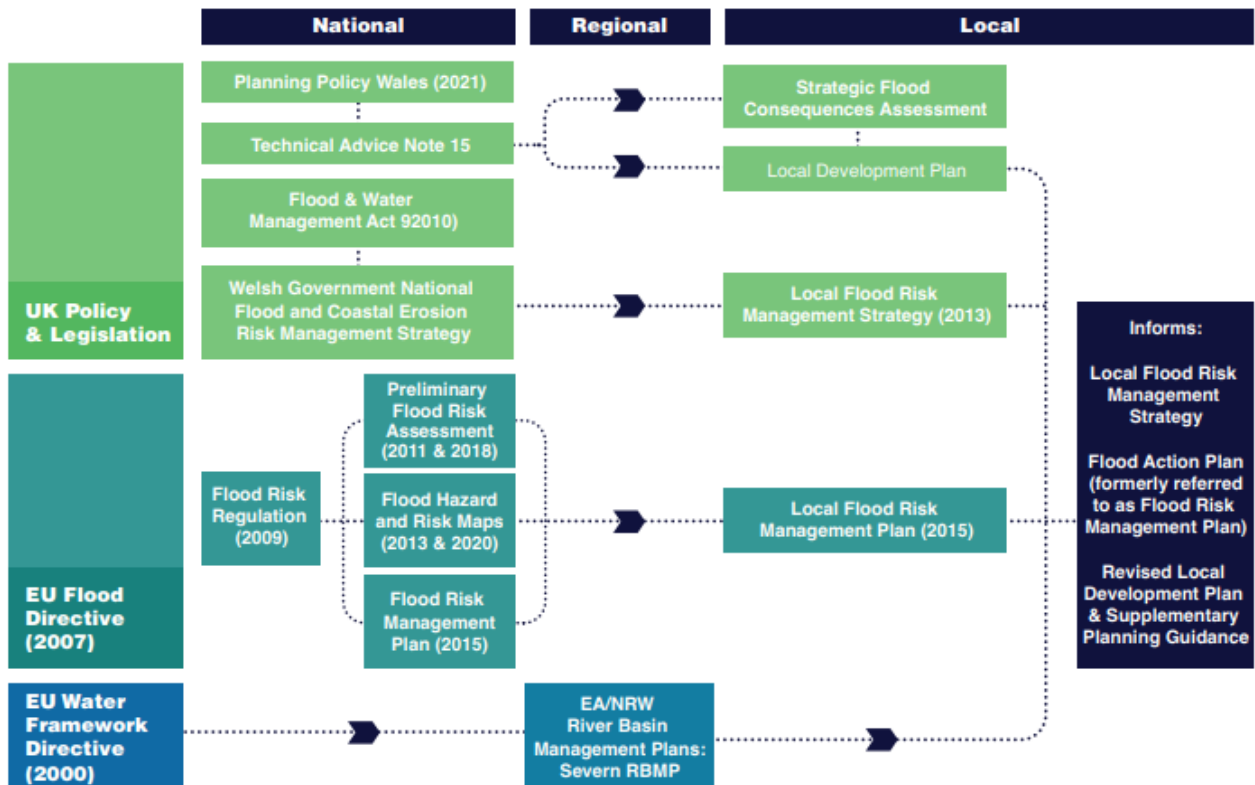 National
Regional
Local
UK Policy
& Legislation
Planning Policy Wales (2021)
Technical Advice Note 15
Flood & Water
Management Act 92010)
Welsh Government National
Flood and Coastal Erosion
Risk Management Strategy
Strategic Flood
Consequences Assessment
Local Development Plan
Local Flood Risk
Management Strategy (2013)
EU Flood
Directive
(2007)
Flood Risk
Regulation
(2009)
Preliminary
Flood Risk
Assessment
(2011 & 2018)
Flood Hazard
and Risk Maps
(2013 & 2020)
Flood Risk
Management
Plan (2015)
Local Flood Risk
Management Plan (2015)
EU Water
Framework
Directive
(2000)
EA/NRW
River Basin
Management Plans:
Severn RBMP
Informs:
Local Flood Risk
Management
Strategy
Flood Action Plan
(formerly referred
to as Flood Risk
Management Plan)
Revised Local
Development Plan
& Supplementary
Planning Guidance